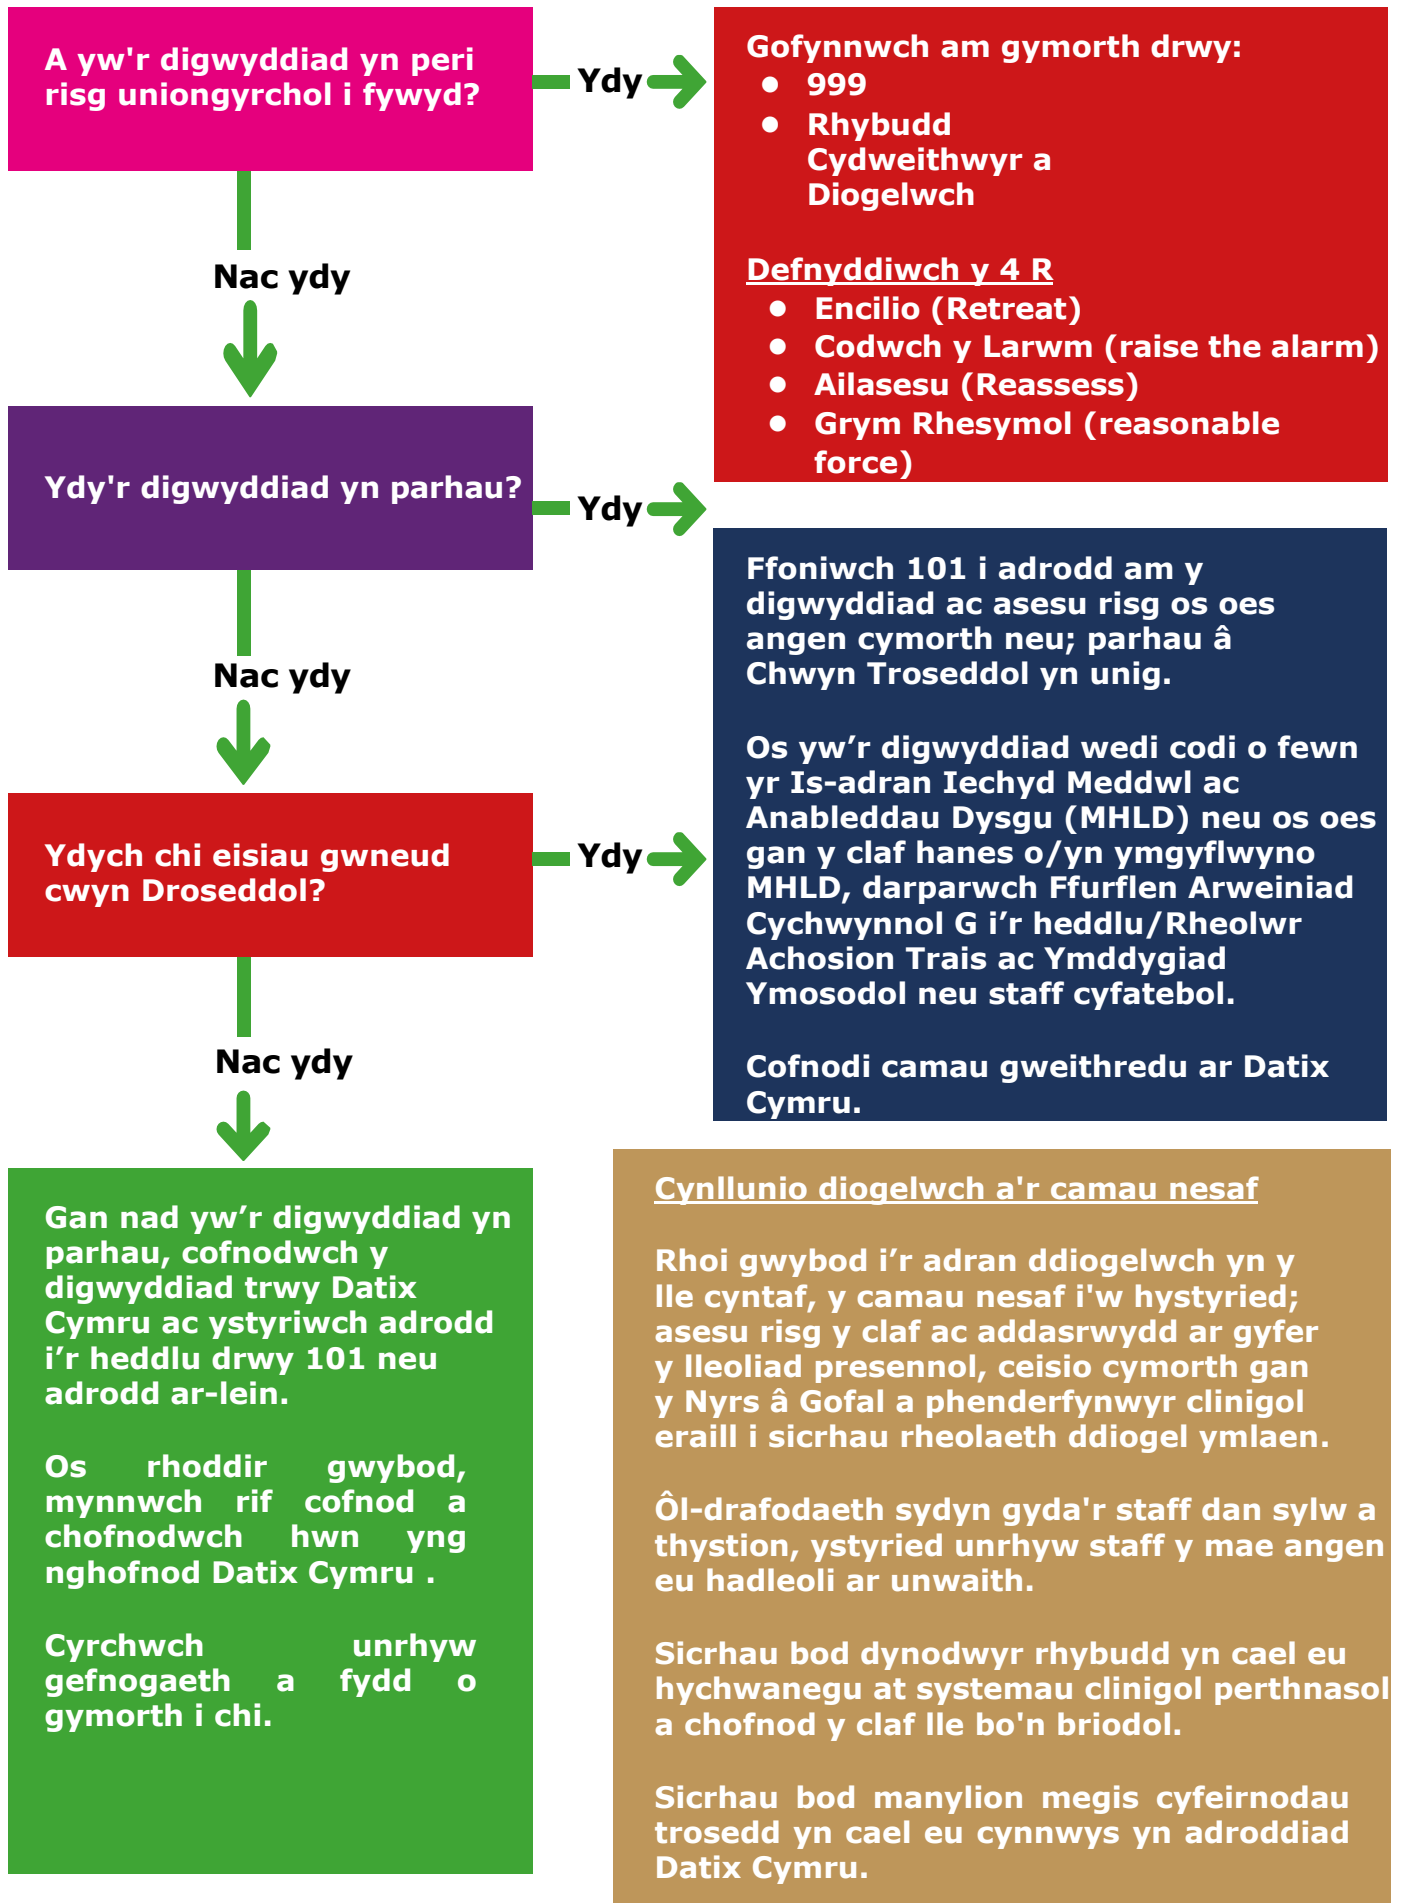 A yw'r digwyddiad yn peri
risg uniongyrchol i fywyd?
Ydy
Gofynnwch am gymorth drwy:
● 999
● Rhybudd
Cydweithwyr a
Diogelwch
Defnyddiwch y 4 R
● Encilio (Retreat)
● Codwch y Larwm (raise the alarm)
● Ailasesu (Reassess)
● Grym Rhesymol (reasonable
force)
Nac ydy
Ydy'r digwyddiad yn parhau?
Ydy
Ffoniwch 101 i adrodd am y
digwyddiad ac asesu risg os oes
angen cymorth neu; parhau â
Chwyn Troseddol yn unig.
Os yw’r digwyddiad wedi codi o fewn
yr Is-adran Iechyd Meddwl ac
Anableddau Dysgu (MHLD) neu os oes
gan y claf hanes o/yn ymgyflwyno
MHLD, darparwch Ffurflen Arweiniad
Cychwynnol G i’r heddlu/Rheolwr
Achosion Trais ac Ymddygiad
Ymosodol neu staff cyfatebol.
Cofnodi camau gweithredu ar Datix
Cymru.
Nac ydy
Ydych chi eisiau gwneud
cwyn Droseddol?
Ydy
Nac ydy
Gan nad yw’r digwyddiad yn
parhau, cofnodwch y
digwyddiad trwy Datix
Cymru ac ystyriwch adrodd
i’r heddlu drwy 101 neu
adrodd ar-lein.
Os rhoddir gwybod,
mynnwch rif cofnod a
chofnodwch hwn yng
nghofnod Datix Cymru .
Cyrchwch unrhyw
gefnogaeth a fydd o
gymorth i chi.
Cynllunio diogelwch a'r camau nesaf
Rhoi gwybod i’r adran ddiogelwch yn y
lle cyntaf, y camau nesaf i'w hystyried;
asesu risg y claf ac addasrwydd ar gyfer
y lleoliad presennol, ceisio cymorth gan
y Nyrs â Gofal a phenderfynwyr clinigol
eraill i sicrhau rheolaeth ddiogel ymlaen.
Ôl-drafodaeth sydyn gyda'r staff dan sylw a
thystion, ystyried unrhyw staff y mae angen
eu hadleoli ar unwaith.
Sicrhau bod dynodwyr rhybudd yn cael eu
hychwanegu at systemau clinigol perthnasol
a chofnod y claf lle bo'n briodol.
Sicrhau bod manylion megis cyfeirnodau
trosedd yn cael eu cynnwys yn adroddiad
Datix Cymru.